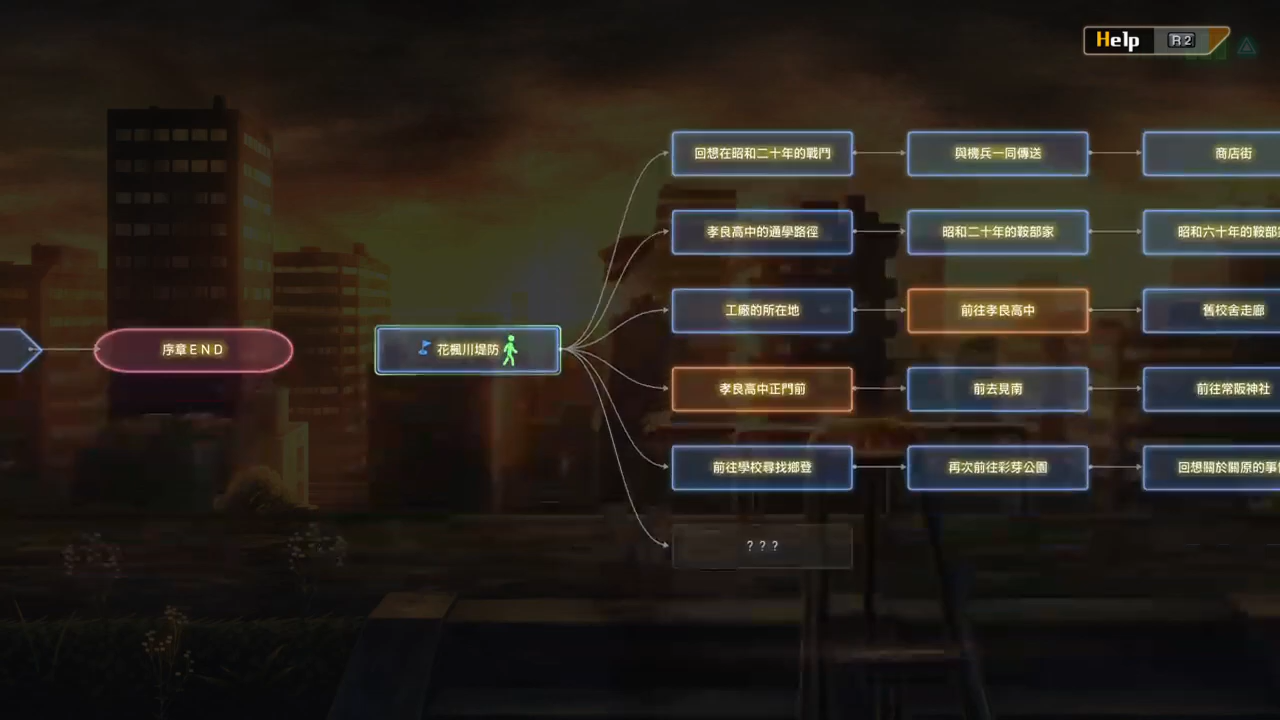 Help R2
回想在昭和二十年的戰鬥 與機兵一同傳送 商店街
孝良高中的通學路徑 昭和二十年的鞍部家 昭和六十年的鞍部
工廠的所在地 前往孝良高中 舊校舍走廊
序章END 花楓川堤防
孝良高中正門前 前去見南 前往常阪神社
前往學校尋找鄉登 再次前往彩芽公園 回想關於關原的事
???